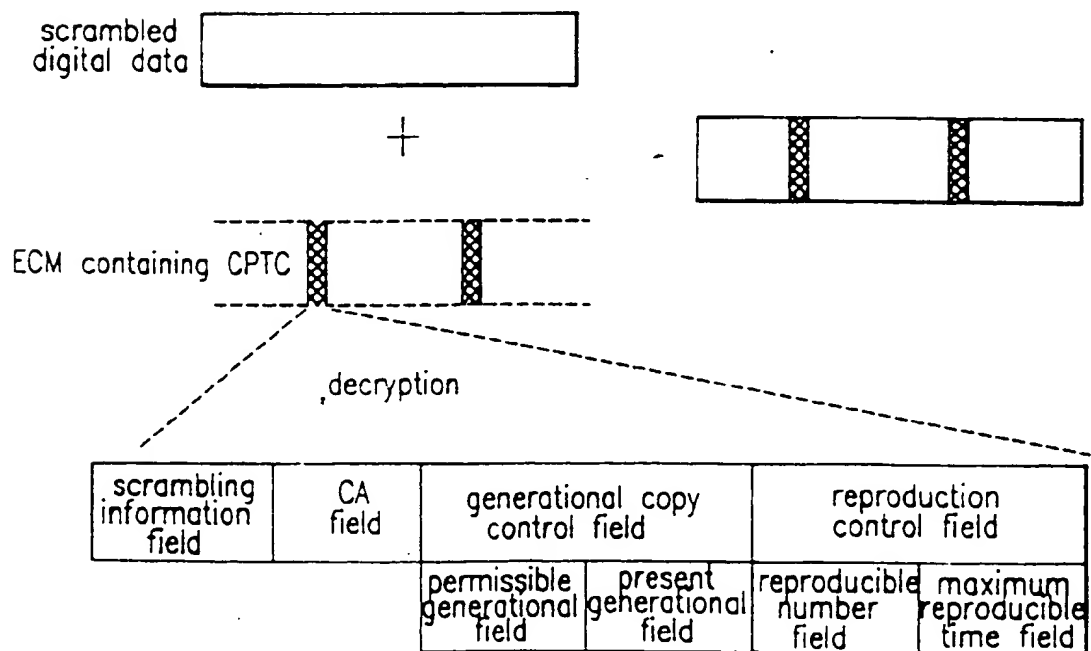 scrambled
digital data
+
ECM containing CPTC
decryption
scrambling
information
field
CA
field
generational copy
control field
reproduction
control field
permissible
generational
field
present
generational
field
reproducible
number
field
maximum
reproducible
time field